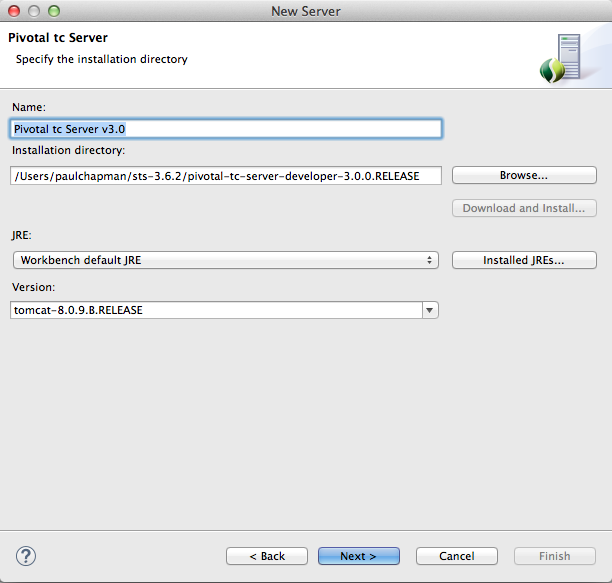 New Server
Pivotal tc Server
Specify the installation directory
Name:
Pivotal tc Server v3.0
Installation directory:
/Users/paulchapman/sts-3.6.2/pivotal-tc-server-developer-3.0.0.RELEASE
Browse...
Download and Install...
JRE:
Workbench default JRE
Installed JREs...
Version:
tomcat-8.0.9.B.RELEASE
?
< Back
Next >
Cancel
Finish